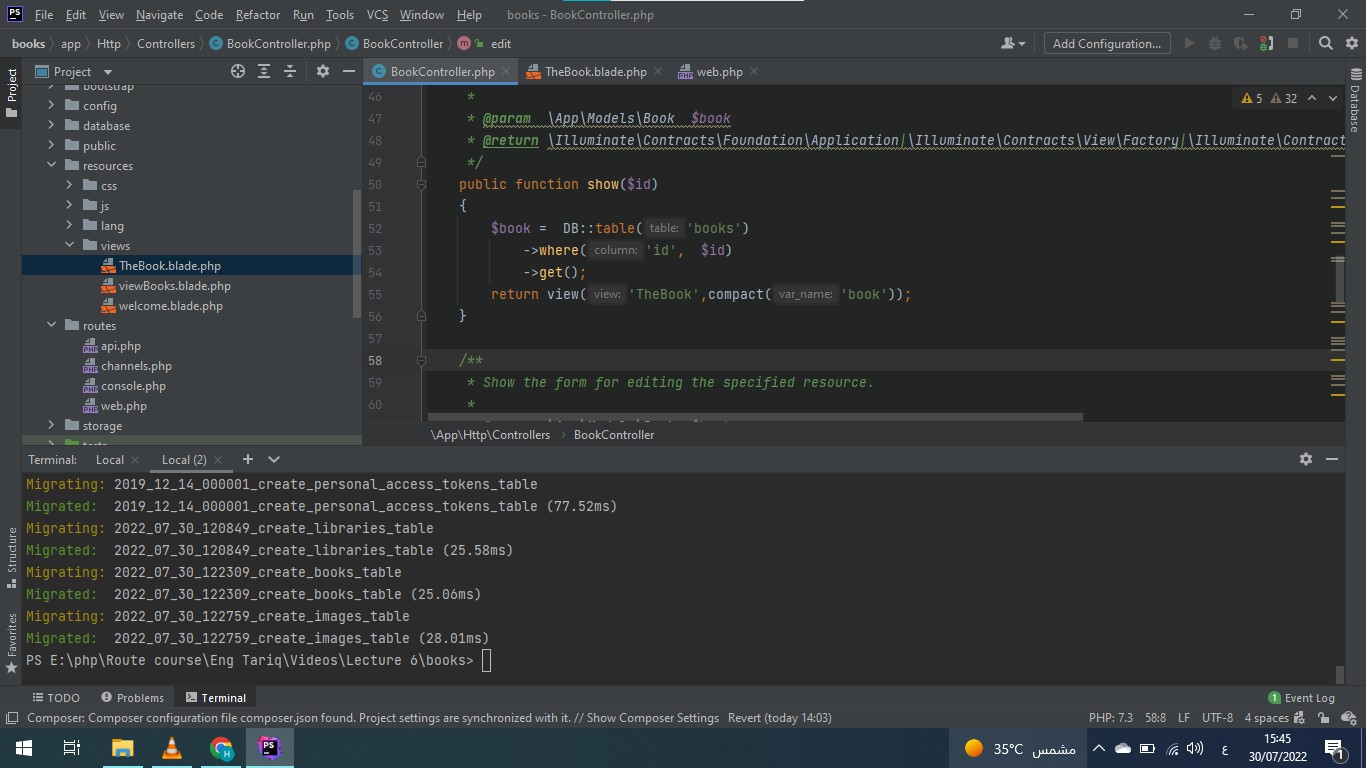 File Edit View Navigate Code Refactor Run Tools VCS Window Help books - BookController.php
books app Http Controllers BookController.php BookController edit Add Configuration...
Project
Project
BookController.php TheBook.blade.php web.php
Database
bootstrap
config
database
public
resources
css
js
lang
views
TheBook.blade.php
viewBooks.blade.php
welcome.blade.php
routes
api.php
channels.php
console.php
web.php
storage
tests
5 32
46 *
47 * @param \App\Models\Book $book
48 * @return \Illuminate\Contracts\Foundation\Application|\Illuminate\Contracts\View\Factory|\Illuminate\Contract
49 */
50 public function show($id)
51 {
52 $book = DB::table( table: 'books')
53 ->where( column: 'id', $id)
54 ->get();
55 return view( view: 'TheBook',compact( var_name: 'book'));
56 }
57
58 /**
59 * Show the form for editing the specified resource.
60 *
\App\Http\Controllers BookController
Terminal: Local Local (2)
Migrating: 2019_12_14_000001_create_personal_access_tokens_table
Migrated: 2019_12_14_000001_create_personal_access_tokens_table (77.52ms)
Migrating: 2022_07_30_120849_create_libraries_table
Migrated: 2022_07_30_120849_create_libraries_table (25.58ms)
Migrating: 2022_07_30_122309_create_books_table
Migrated: 2022_07_30_122309_create_books_table (25.06ms)
Migrating: 2022_07_30_122759_create_images_table
Migrated: 2022_07_30_122759_create_images_table (28.01ms)
PS E:\php\Route course\Eng Tariq\Videos\Lecture 6\books>
Structure
Favorites
TODO Problems Terminal 1 Event Log
Composer: Composer configuration file composer.json found. Project settings are synchronized with it. // Show Composer Settings Revert (today 14:03) PHP: 7.3 58:8 LF UTF-8 4 spaces
35°C مشمس ع 15:45
30/07/2022 1